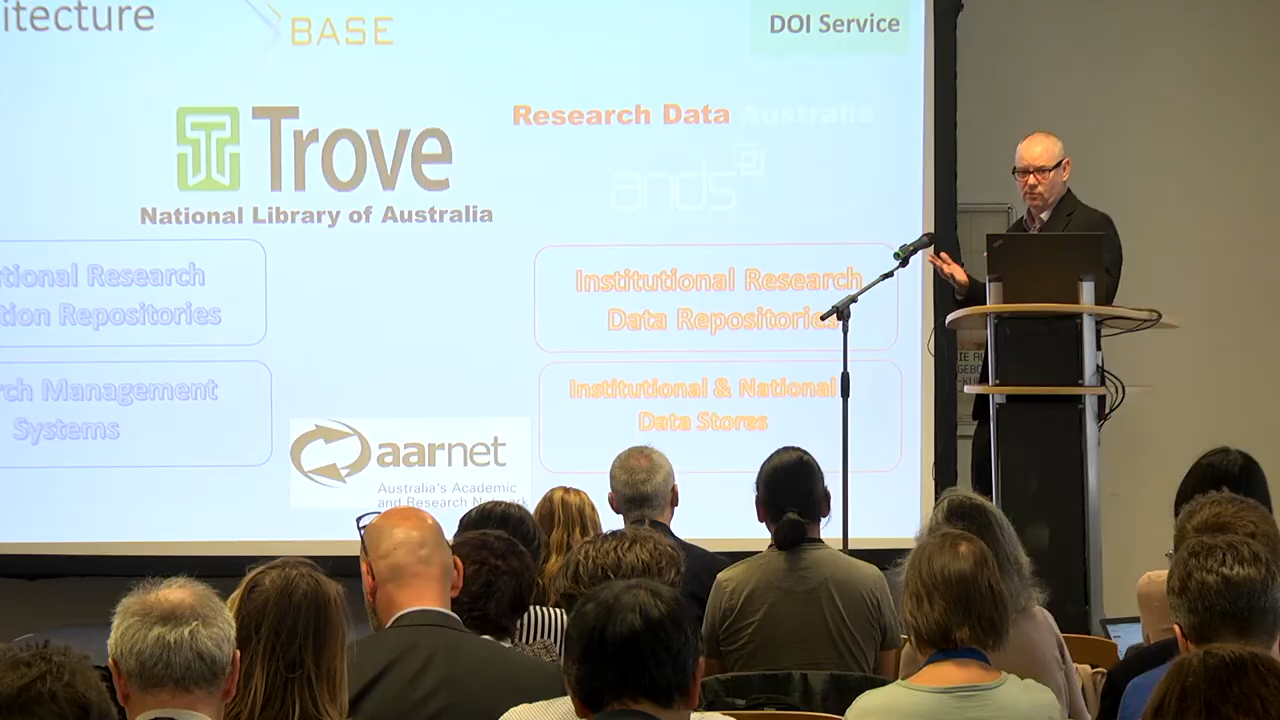 itecture
BASE
DOI Service
Trove
National Library of Australia
Research Data Australia
ands
tional Research
tion Repositories
Institutional Research
Data Repositories
rch Management
Systems
Institutional & National
Data Stores
aarnet
Australia's Academic
and Research Network